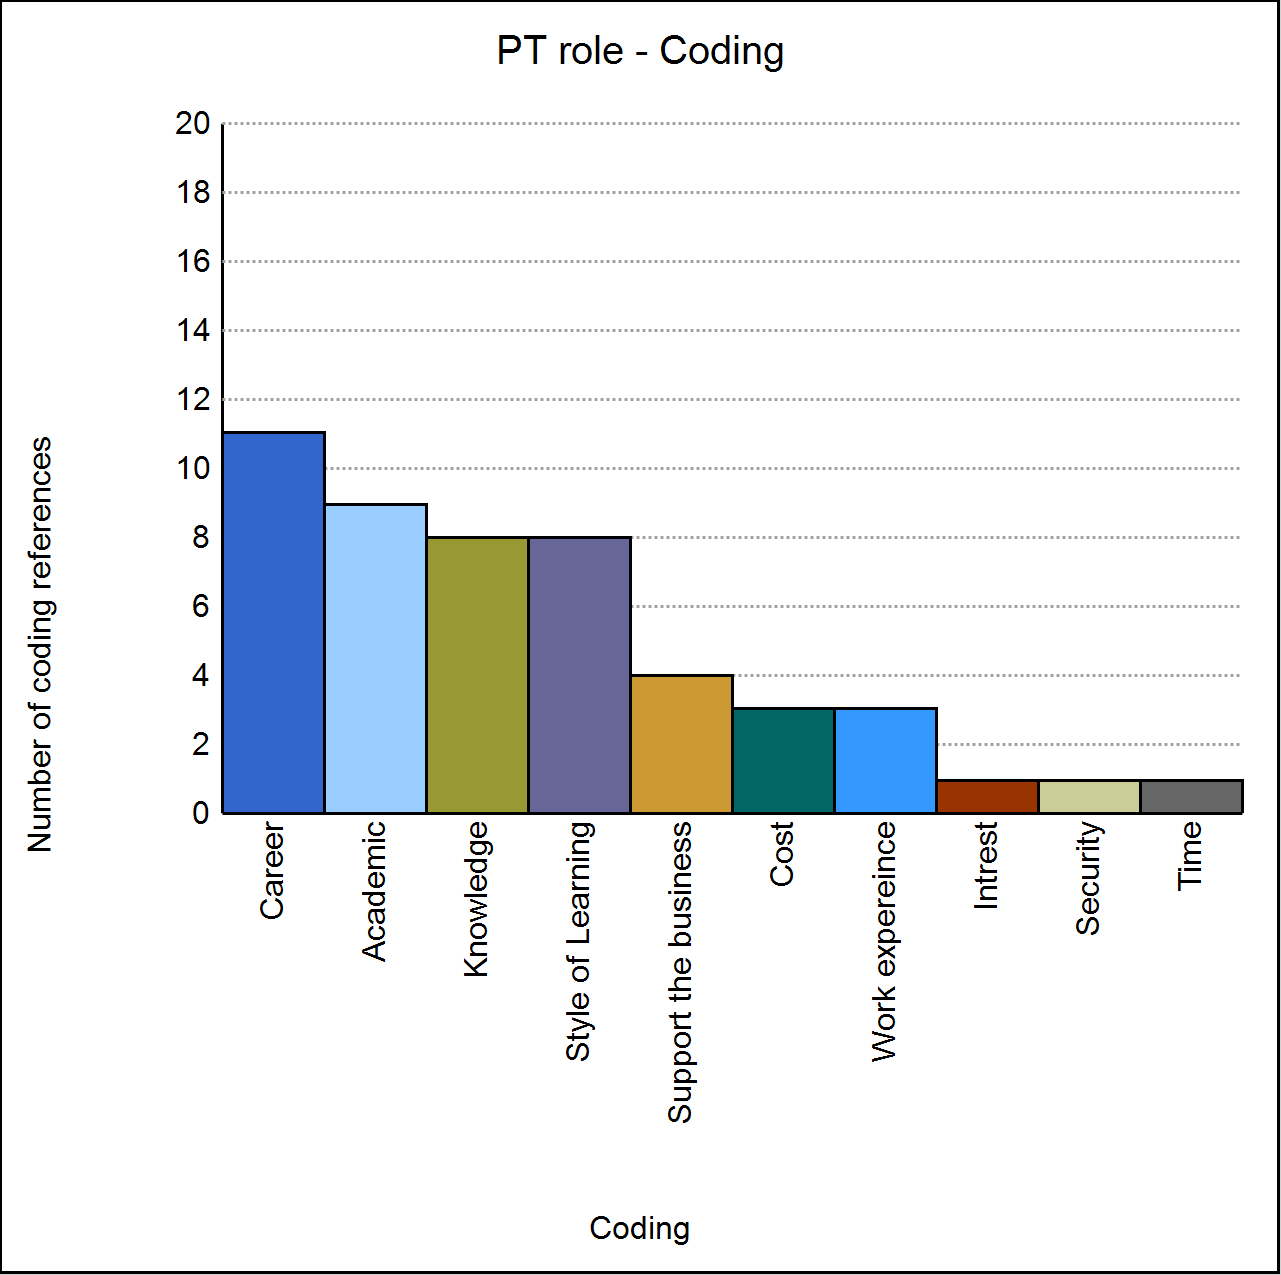 PT role - Coding
20
18
16
14
12
10
8
6
4
2
0
Number of coding references
Career
Academic
Knowledge
Style of Learning
Support the business
Cost
Work expereince
Intrest
Security
Time
Coding